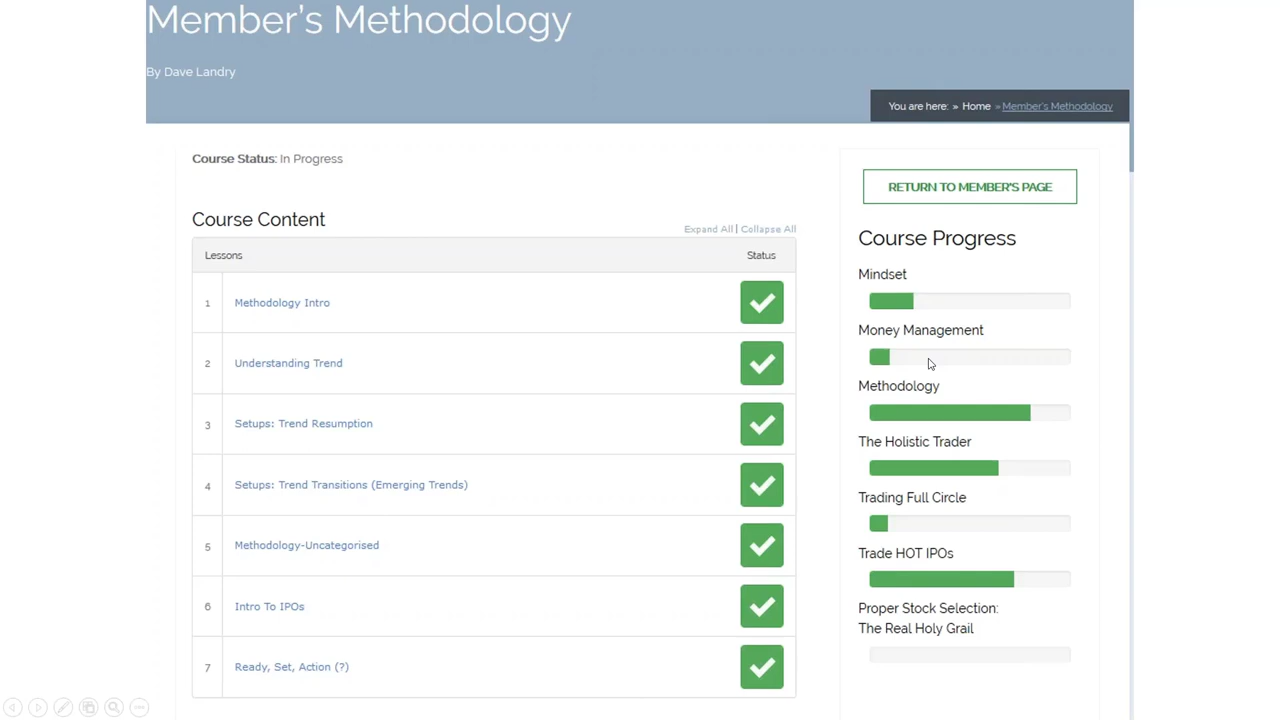 Member’s Methodology
By Dave Landry
You are here: » Home » Member's Methodology
Course Status: In Progress
Course Content
Expand All | Collapse All
Lessons Status
1 Methodology Intro
2 Understanding Trend
3 Setups: Trend Resumption
4 Setups: Trend Transitions (Emerging Trends)
5 Methodology-Uncategorised
6 Intro To IPOs
7 Ready, Set, Action (?)
RETURN TO MEMBER'S PAGE
Course Progress
Mindset
Money Management
Methodology
The Holistic Trader
Trading Full Circle
Trade HOT IPOs
Proper Stock Selection:
The Real Holy Grail